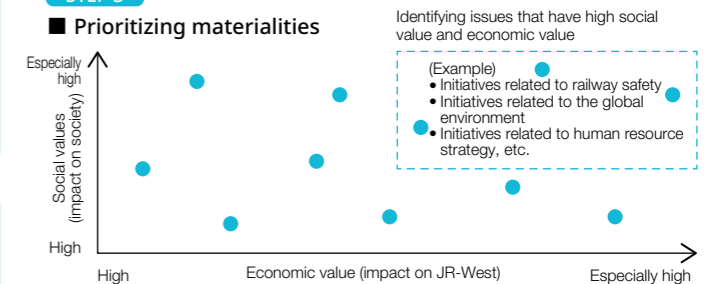 ■ Prioritizing materialities
Identifying issues that have high social
value and economic value
Especially
high
(Example)
• Initiatives related to railway safety
• Initiatives related to the global
environment
• Initiatives related to human resource
strategy, etc.
Social values
(impact on society)
High
High
Economic value (impact on JR-West)
Especially high